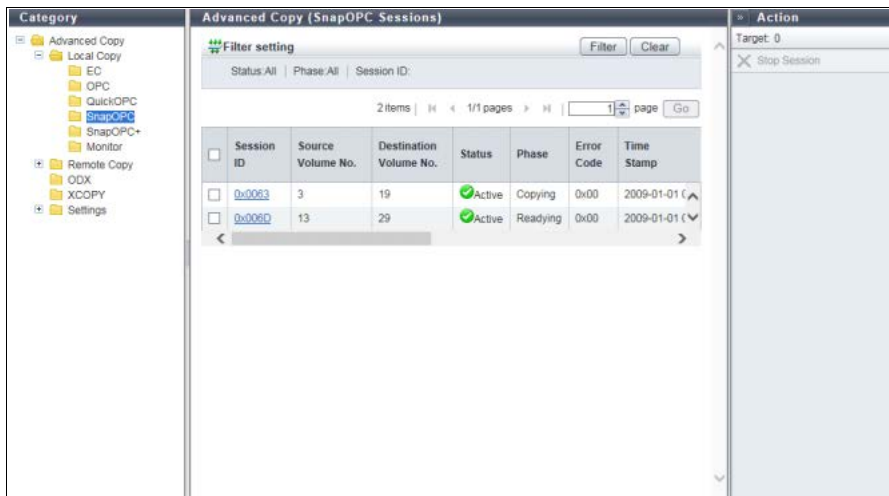 Category
Advanced Copy
Local Copy
EC
OPC
QuickOPC
SnapOPC
SnapOPC+
Monitor
Remote Copy
ODX
XCOPY
Settings
Advanced Copy (SnapOPC Sessions)
Filter setting
Filter Clear
Status:All | Phase:All | Session ID:
2 items | 1/1 pages | 1 page Go
Session ID Source Volume No. Destination Volume No. Status Phase Error Code Time Stamp
0x0063 3 19 Active Copying 0x00 2009-01-01 (
0x006D 13 29 Active Readying 0x00 2009-01-01 (
» Action
Target: 0
Stop Session